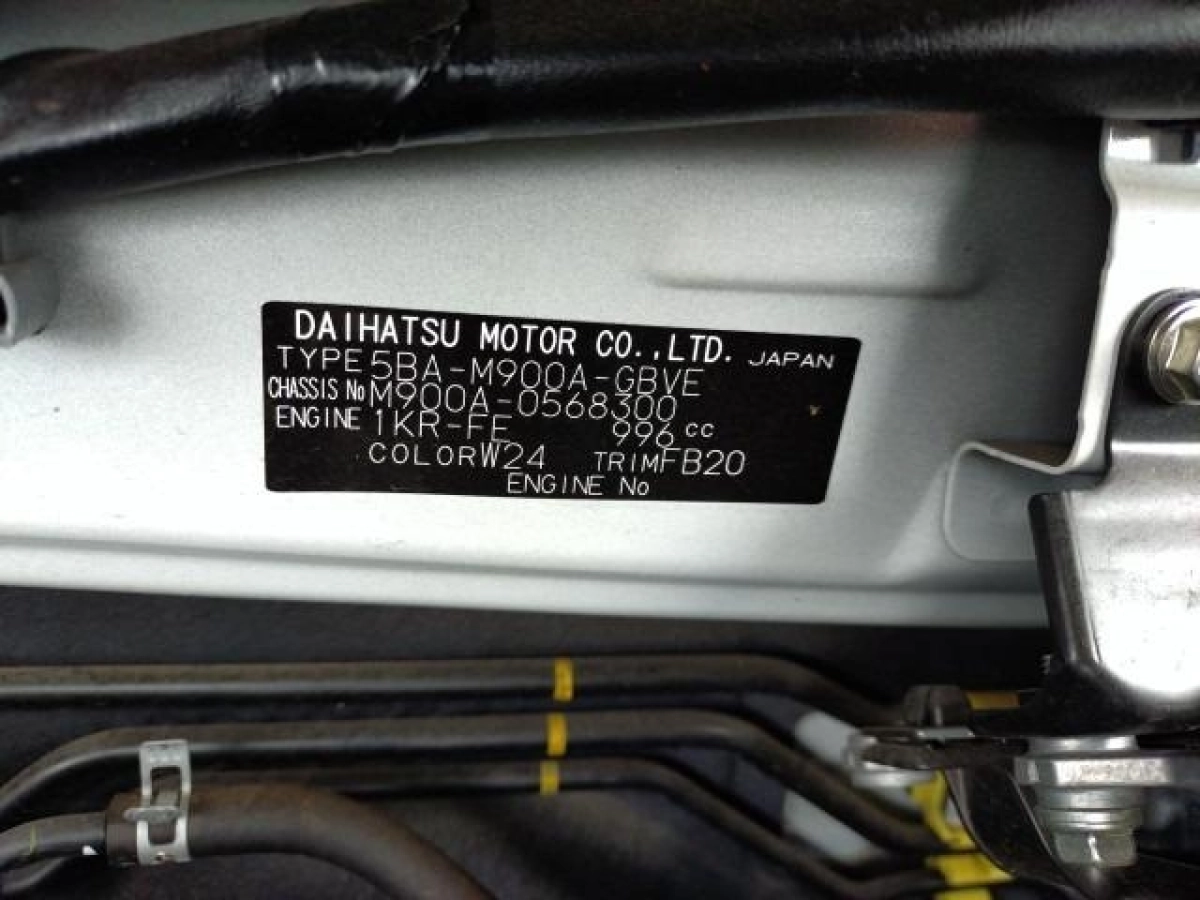 DAIHATSU MOTOR CO.,LTD. JAPAN
TYPE 5BA-M900A-GBVE
CHASSIS No M900A-0568300
ENGINE 1KR-FE 996 cc
COLOR W24 TRIM FB20
ENGINE No